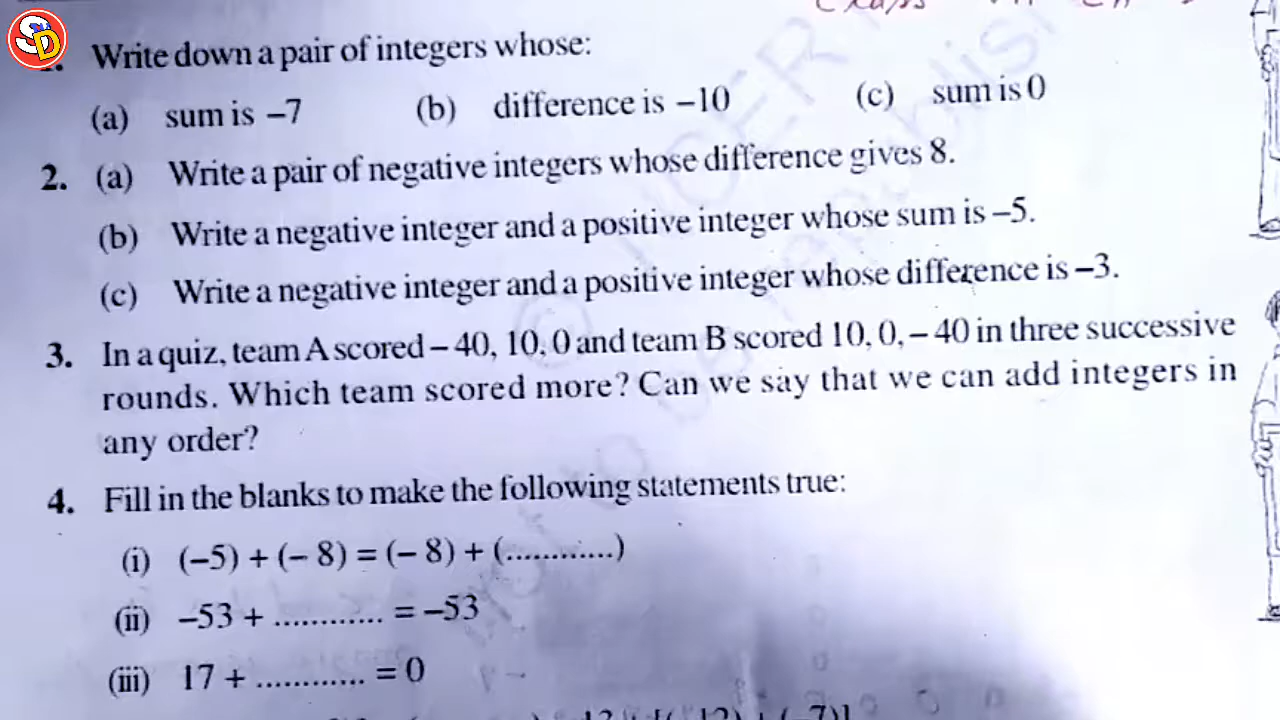 SD
Class
1. Write down a pair of integers whose:
(a) sum is –7 (b) difference is –10 (c) sum is 0
2. (a) Write a pair of negative integers whose difference gives 8.
(b) Write a negative integer and a positive integer whose sum is –5.
(c) Write a negative integer and a positive integer whose difference is –3.
3. In a quiz, team A scored – 40, 10, 0 and team B scored 10, 0, – 40 in three successive
rounds. Which team scored more? Can we say that we can add integers in
any order?
4. Fill in the blanks to make the following statements true:
(i) (–5) + (– 8) = (– 8) + (............)
(ii) –53 + ............ = –53
(iii) 17 + ............ = 0